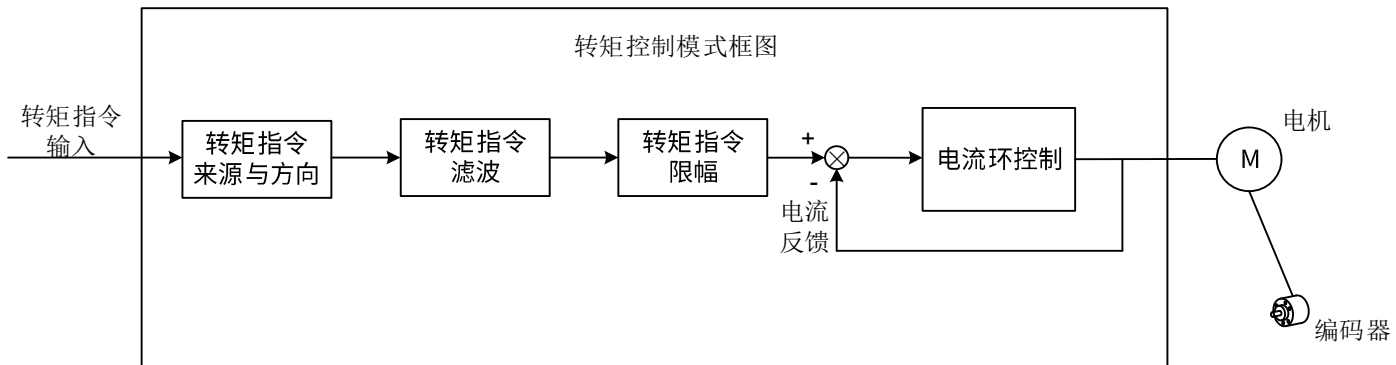 转矩控制模式框图
转矩指令
输入
转矩指令
来源与方向
转矩指令
滤波
转矩指令
限幅
+
-
电流
反馈
电流环控制
电机
M
编码器